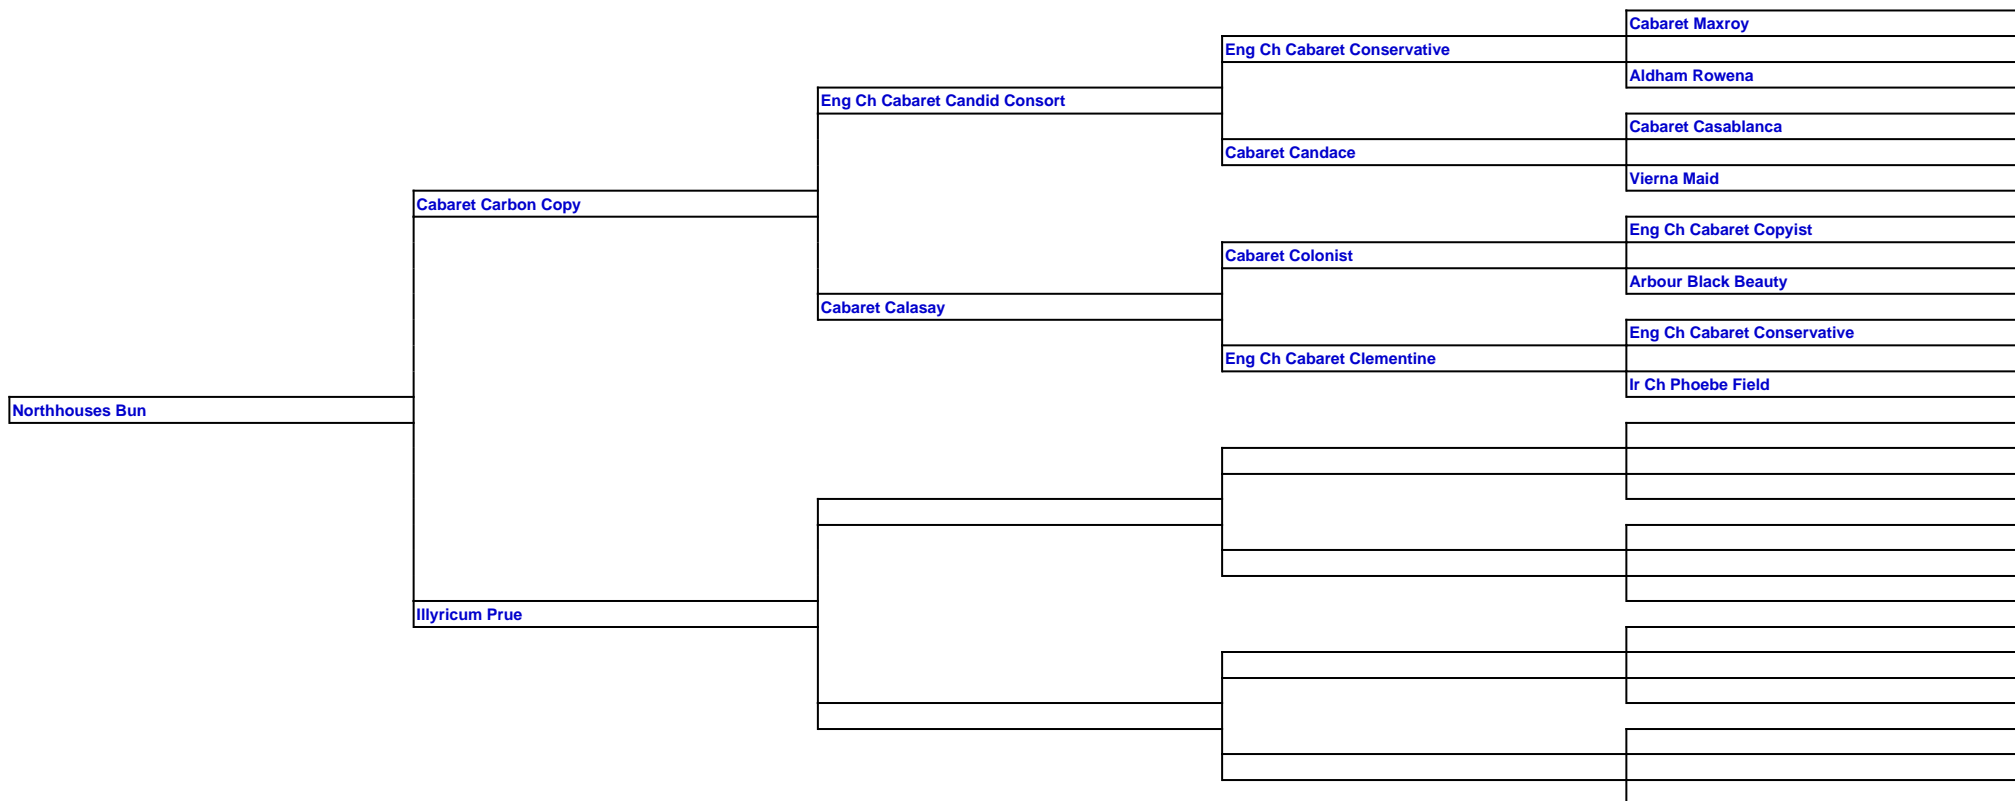 Cabaret Maxroy
Eng Ch Cabaret Conservative
Aldham Rowena
Eng Ch Cabaret Candid Consort
Cabaret Casablanca
Cabaret Candace
Vierna Maid
Cabaret Carbon Copy
Eng Ch Cabaret Copyist
Cabaret Colonist
Arbour Black Beauty
Cabaret Calasay
Eng Ch Cabaret Conservative
Eng Ch Cabaret Clementine
Ir Ch Phoebe Field
Northhouses Bun
Illyricum Prue